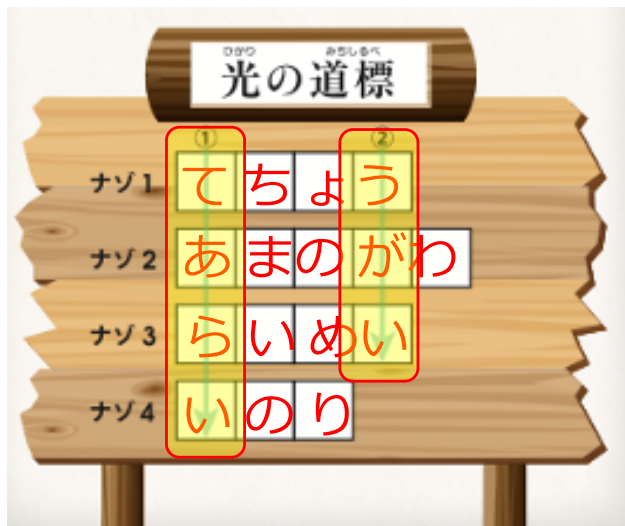 ひかり みちしるべ
光の道標
① ②
ナゾ1 てちょう
ナゾ2 あまのがわ
ナゾ3 らいめい
ナゾ4 いのり